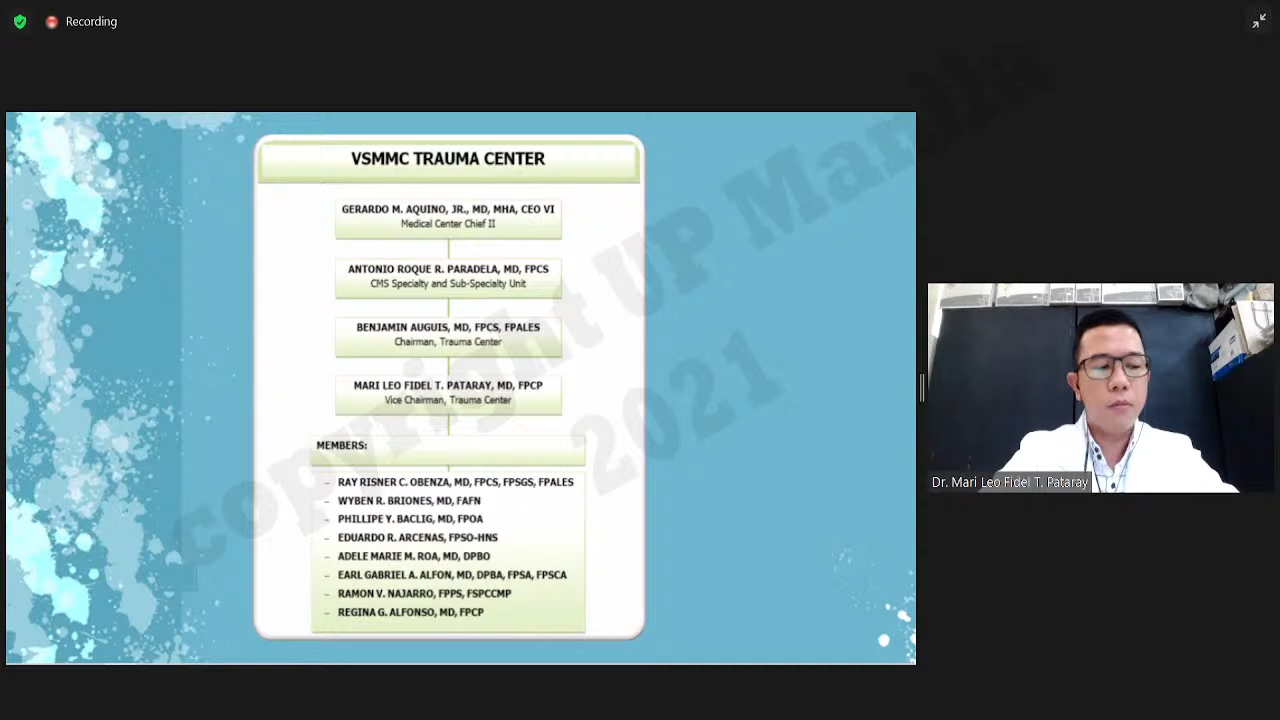 Recording
VSMMC TRAUMA CENTER
GERARDO M. AQUINO, JR., MD, MHA, CEO VI
Medical Center Chief II
ANTONIO ROQUE R. PARADELA, MD, FPCS
CMS Specialty and Sub-Specialty Unit
BENJAMIN AUGUIS, MD, FPCS, FPALES
Chairman, Trauma Center
MARI LEO FIDEL T. PATARAY, MD, FPCP
Vice Chairman, Trauma Center
MEMBERS:
– RAY RISNER C. OBENZA, MD, FPCS, FPSGS, FPALES
– WYBEN R. BRIONES, MD, FAFN
– PHILLIPE Y. BACLIG, MD, FPOA
– EDUARDO R. ARCENAS, FPSO-HNS
– ADELE MARIE M. ROA, MD, DPBO
– EARL GABRIEL A. ALFON, MD, DPBA, FPSA, FPSCA
– RAMON V. NAJARRO, FPPS, FSPCCMP
– REGINA G. ALFONSO, MD, FPCP
copyright UP Manila
2021
Dr. Mari Leo Fidel T. Pataray